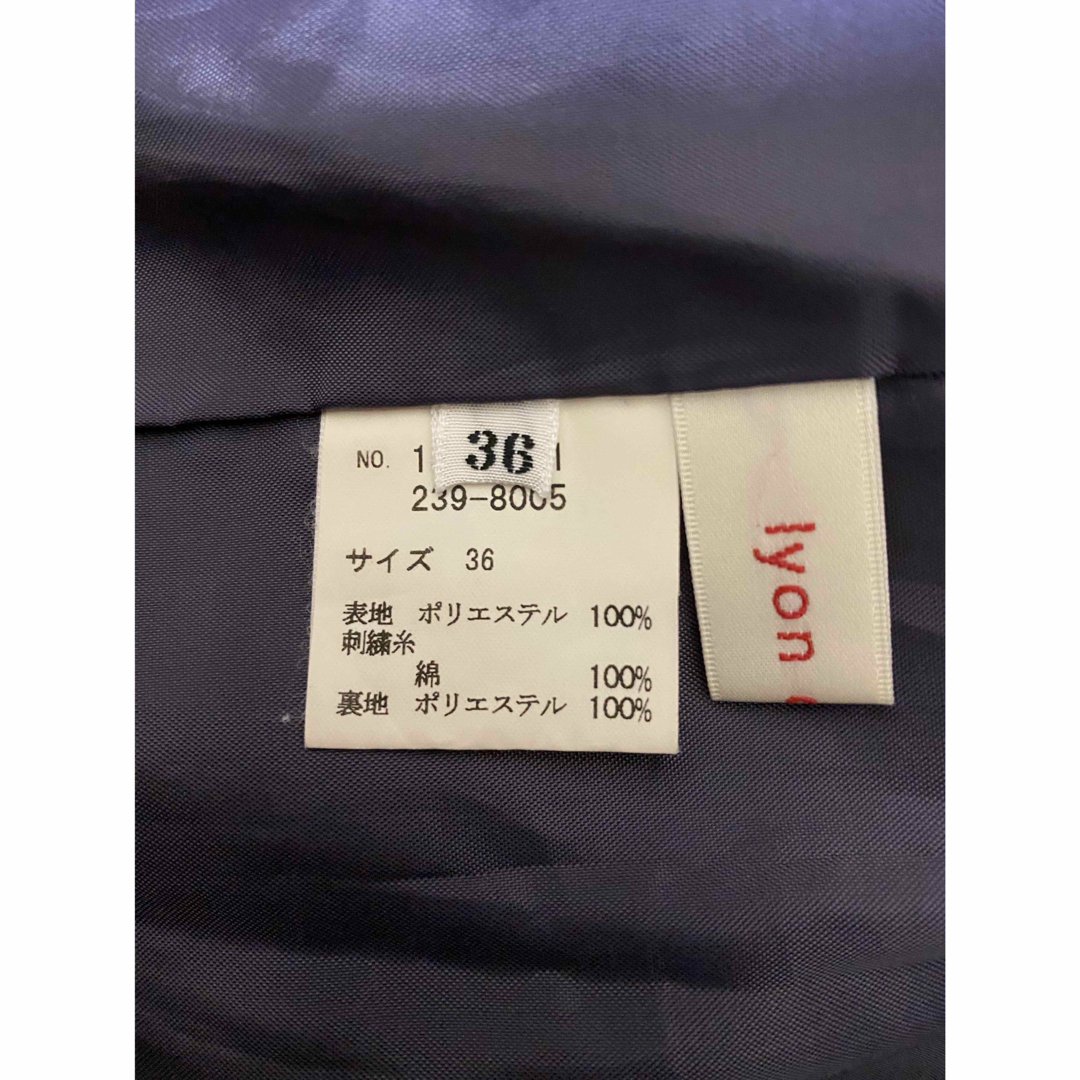 36
NO. 1
239-8005
サイズ 36
表地 ポリエステル 100%
刺繍糸
綿 100%
裏地 ポリエステル 100%
lyon